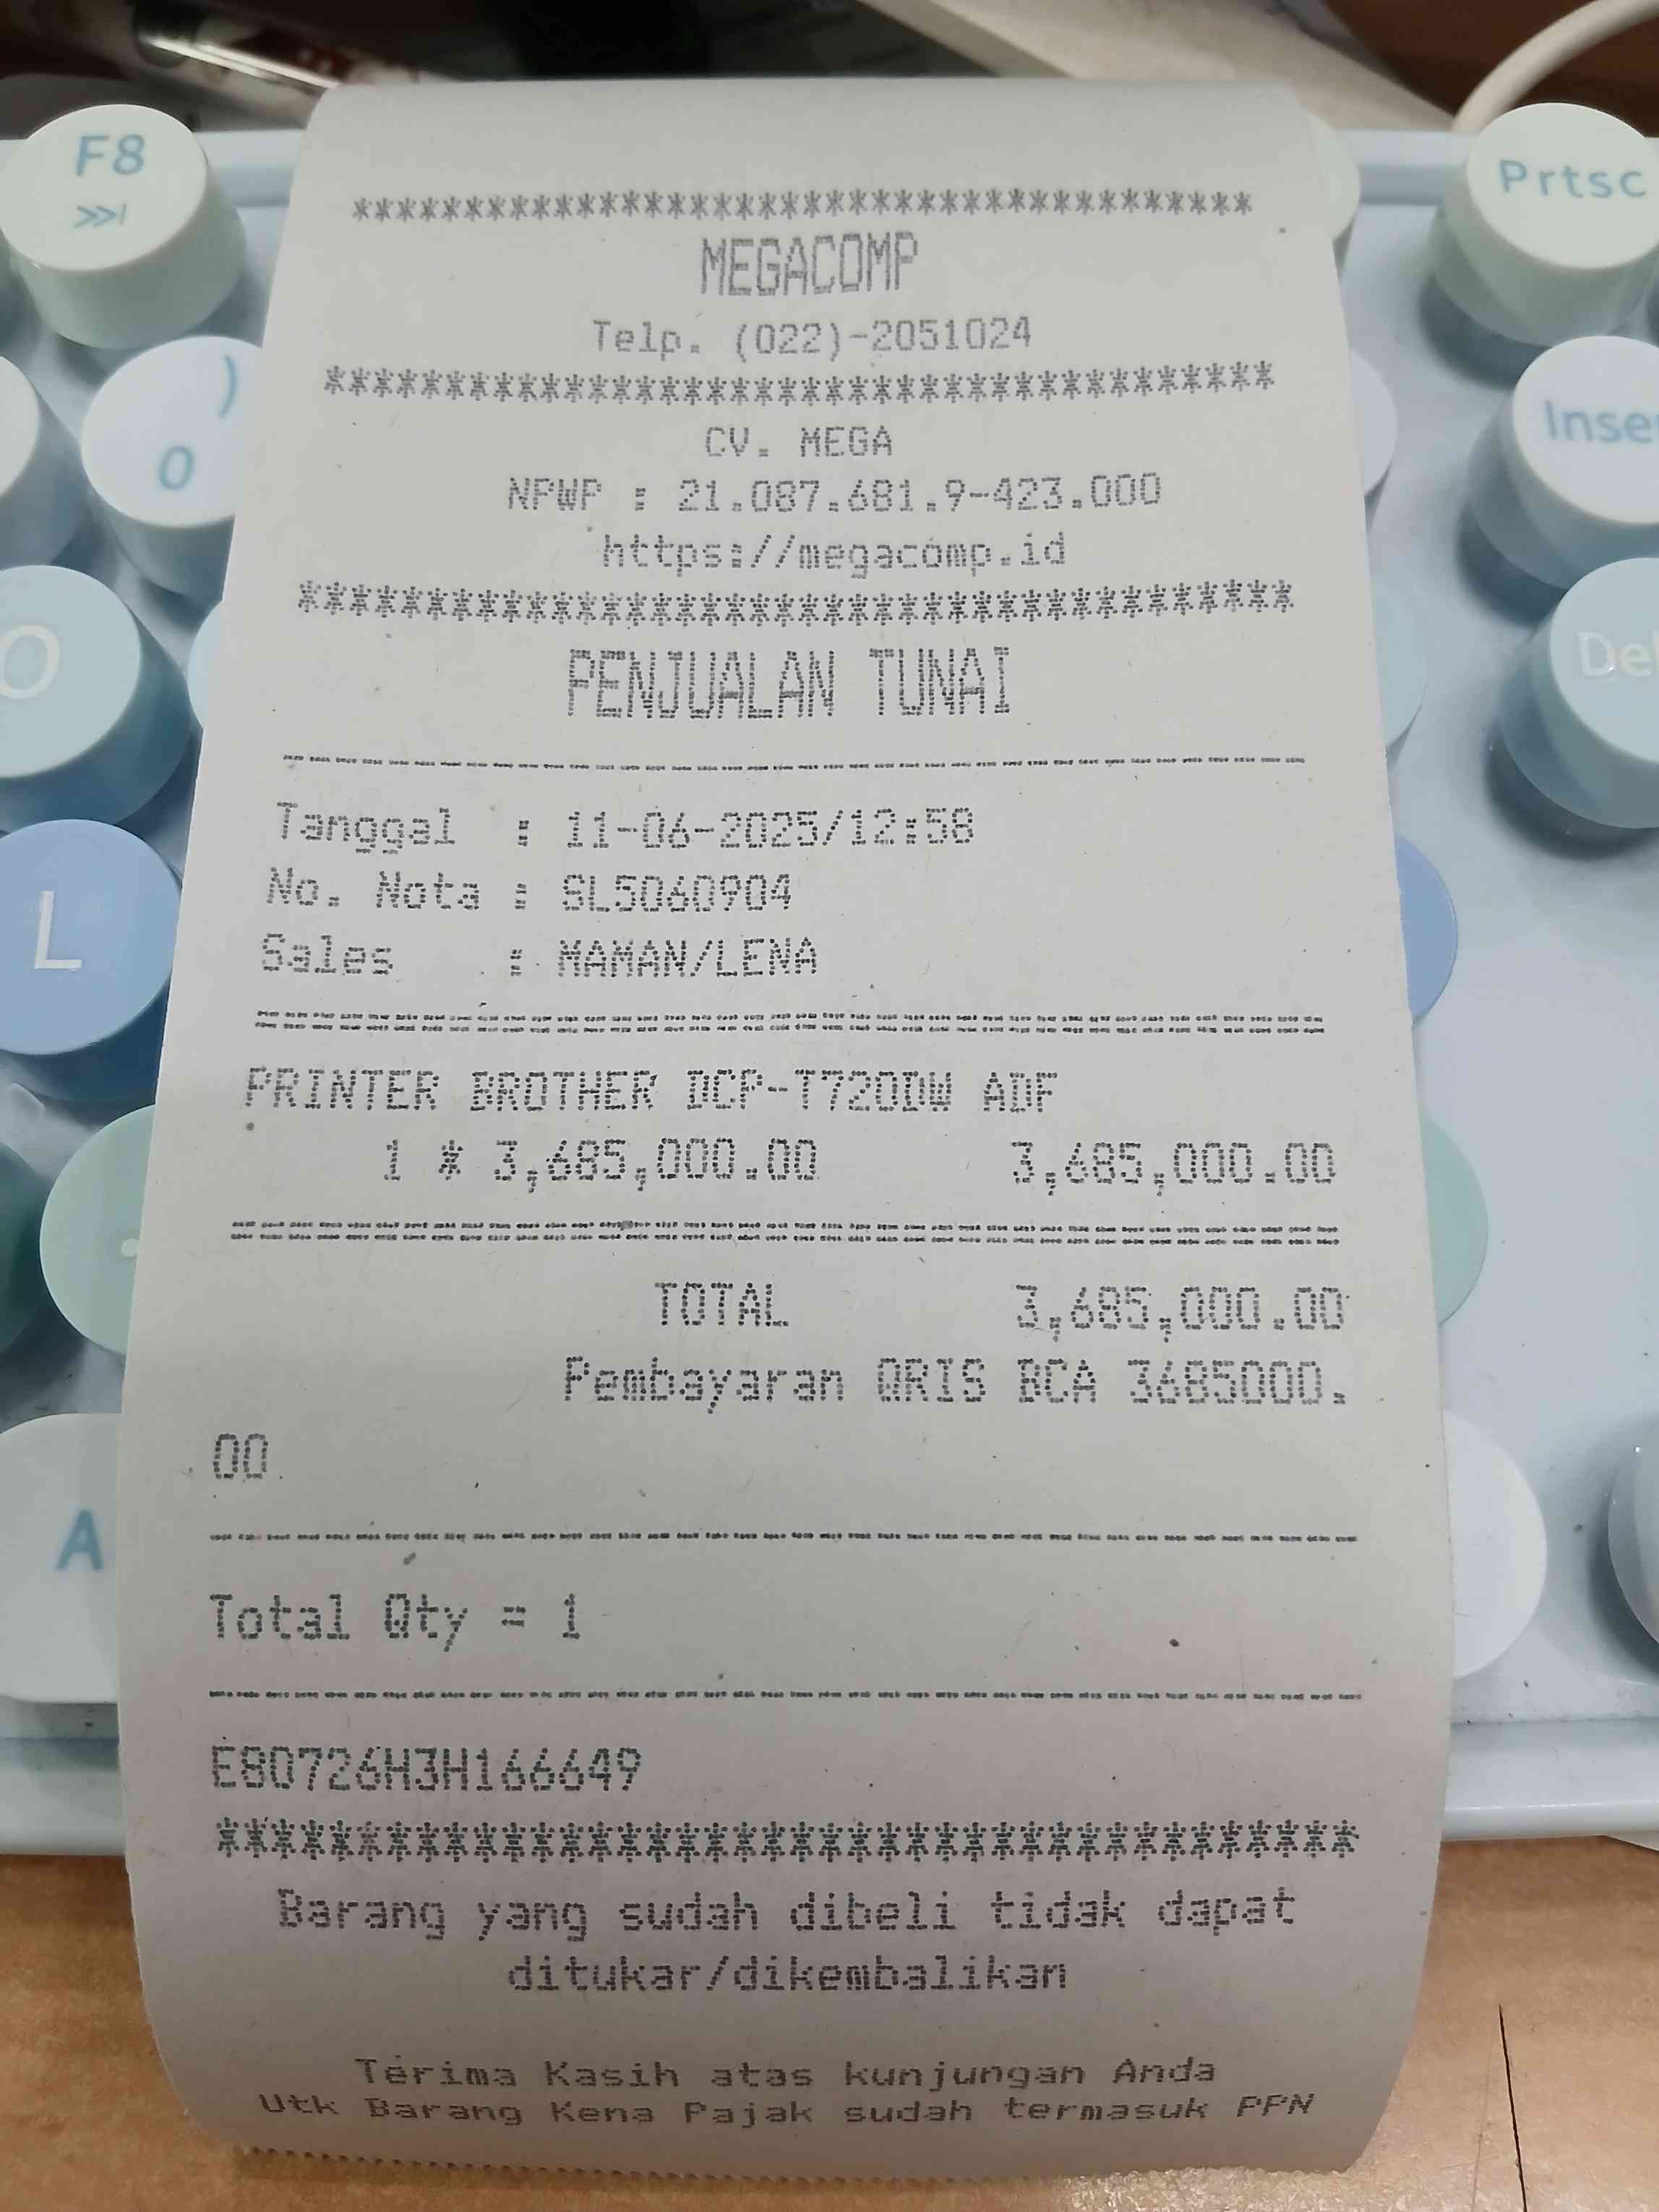 F8
Prtsc
)
0
Inse
O
Del
L
A
****************************************
MEGACOMP
Telp. (022)-2051024
****************************************
CV. MEGA
NPWP : 21.087.681.9-423.000
https://megacomp.id
****************************************
PENJUALAN TUNAI
----------------------------------------
Tanggal : 11-06-2025/12:58
No. Nota : SL5060904
Sales : MAMAN/LENA
========================================
PRINTER BROTHER DCP-T720DW ADF
1 * 3,685,000.00 3,685,000.00
========================================
TOTAL 3,685,000.00
Pembayaran QRIS BCA 3685000.
00
----------------------------------------
Total Qty = 1
----------------------------------------
E80726H3H166649
****************************************
Barang yang sudah dibeli tidak dapat
ditukar/dikembalikan
Terima Kasih atas kunjungan Anda
Utk Barang Kena Pajak sudah termasuk PPN